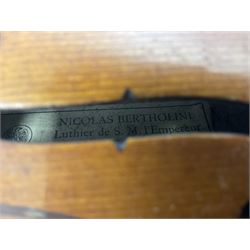 NICOLAS BERTHOLINI
Luthier de S. M. l'Empereur